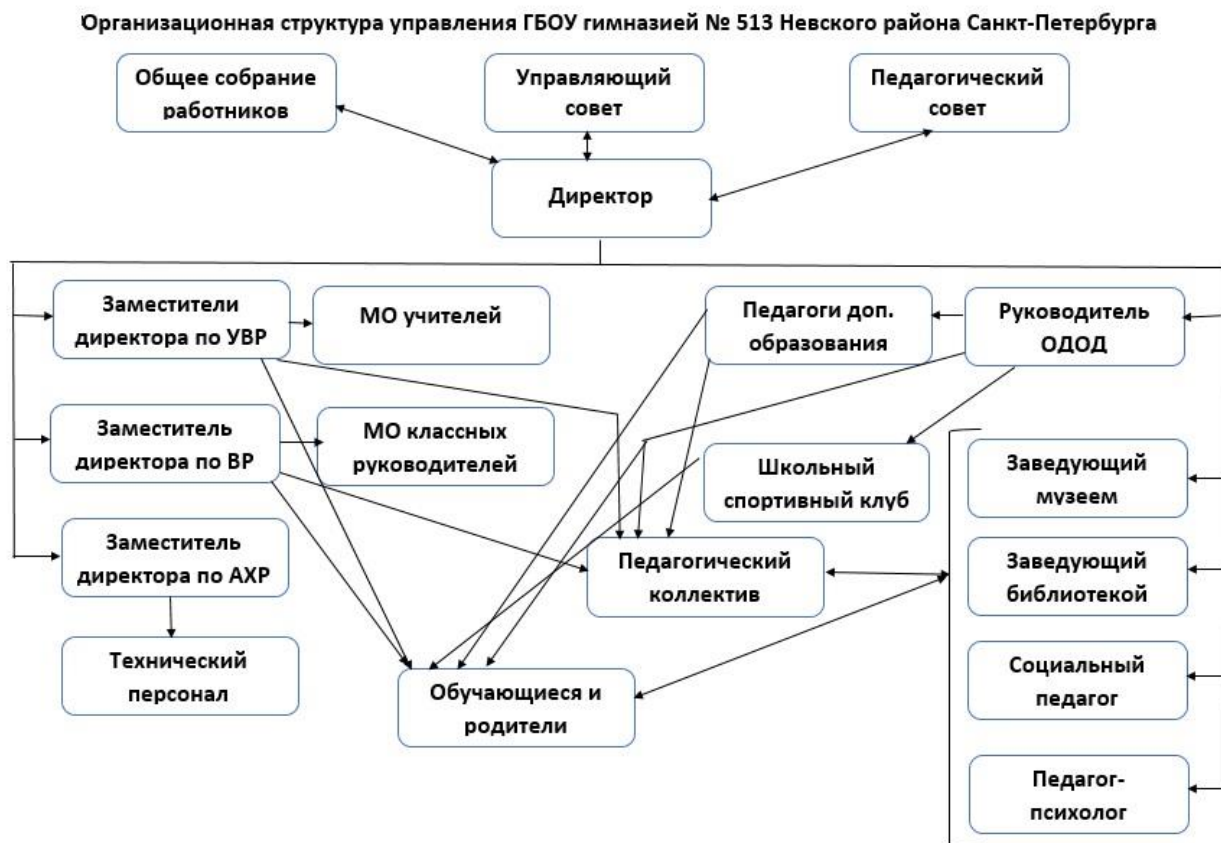 Организационная структура управления ГБОУ гимназией № 513 Невского района Санкт-Петербурга
Общее собрание
работников
Управляющий
совет
Педагогический
совет
Директор
Заместители
директора по УВР
МО учителей
Педагоги доп.
образования
Руководитель
ОДОД
Заместитель
директора по ВР
МО классных
руководителей
Школьный
спортивный клуб
Заведующий
музеем
Заместитель
директора по АХР
Педагогический
коллектив
Заведующий
библиотекой
Технический
персонал
Обучающиеся и
родители
Социальный
педагог
Педагог-
психолог